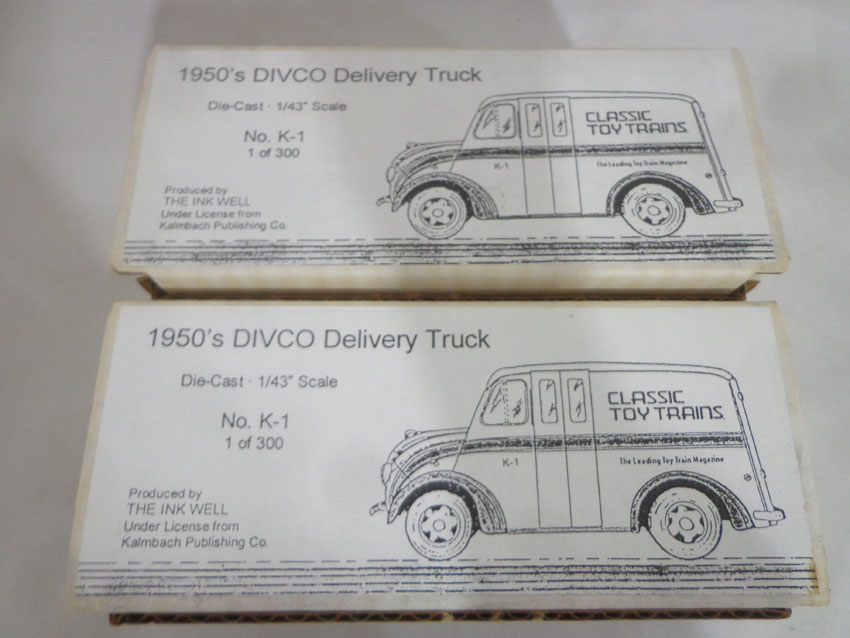 1950's DIVCO Delivery Truck
Die-Cast · 1/43" Scale
No. K-1
1 of 300
Produced by
THE INK WELL
Under License from
Kalmbach Publishing Co.
CLASSIC
TOY TRAINS
K-1
The Leading Toy Train Magazine
1950's DIVCO Delivery Truck
Die-Cast · 1/43" Scale
No. K-1
1 of 300
Produced by
THE INK WELL
Under License from
Kalmbach Publishing Co.
CLASSIC
TOY TRAINS
K-1
The Leading Toy Train Magazine